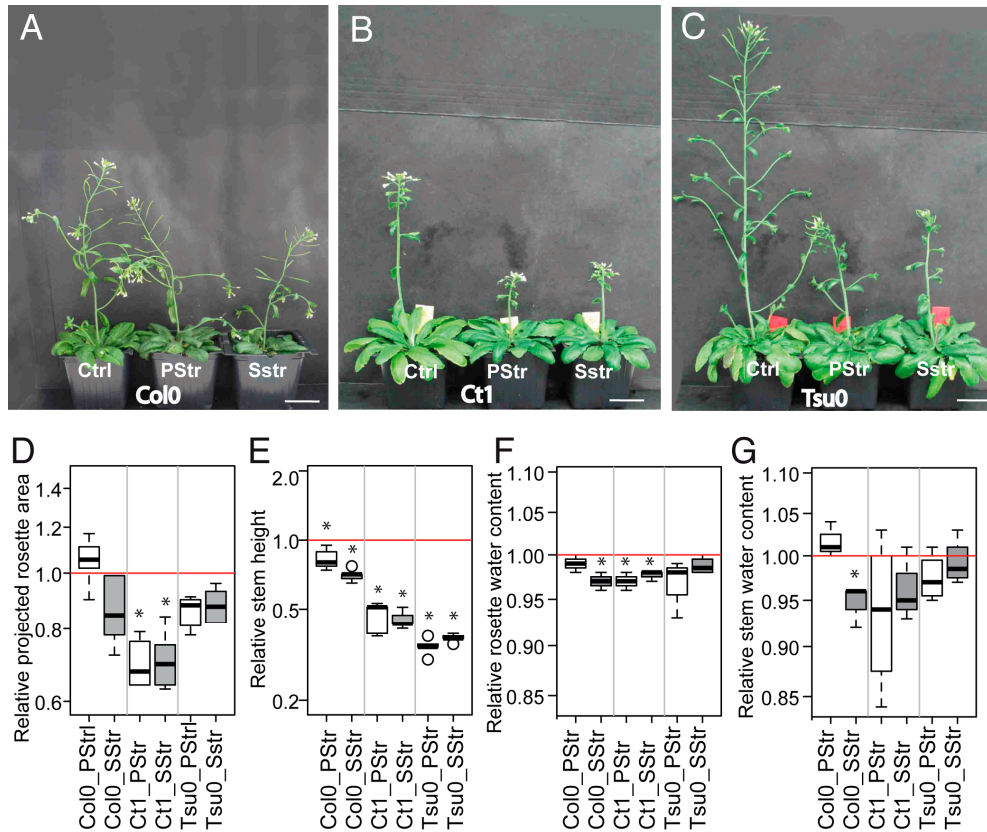 A
B
C
Ctrl PStr Sstr
Col0
Ctrl PStr SStr
Ct1
Ctrl PStr Sstr
Tsu0
D
E
F
G
Relative projected rosette area
1.4
1.2
1.0
0.8
0.6
* *
Col0_PStrl
Col0_SStr
Ct1_PStr
Ct1_SStr
Tsu0_PStrl
Tsu0_Sstr
Relative stem height
2.0
1.0
0.5
0.2
* * * * * *
Col0_PStr
Col0_SStr
Ct1_PStr
Ct1_SStr
Tsu0_PStr
Tsu0_SStr
Relative rosette water content
1.10
1.05
1.00
0.95
0.90
0.85
* * *
Col0_PStr
Col0_SStr
Ct1_PStr
Ct1_SStr
Tsu0_PStr
Tsu0_SStr
Relative stem water content
1.10
1.05
1.00
0.95
0.90
0.85
*
Col0_PStr
Col0_SStr
Ct1_PStr
Ct1_SStr
Tsu0_PStr
Tsu0_SStr